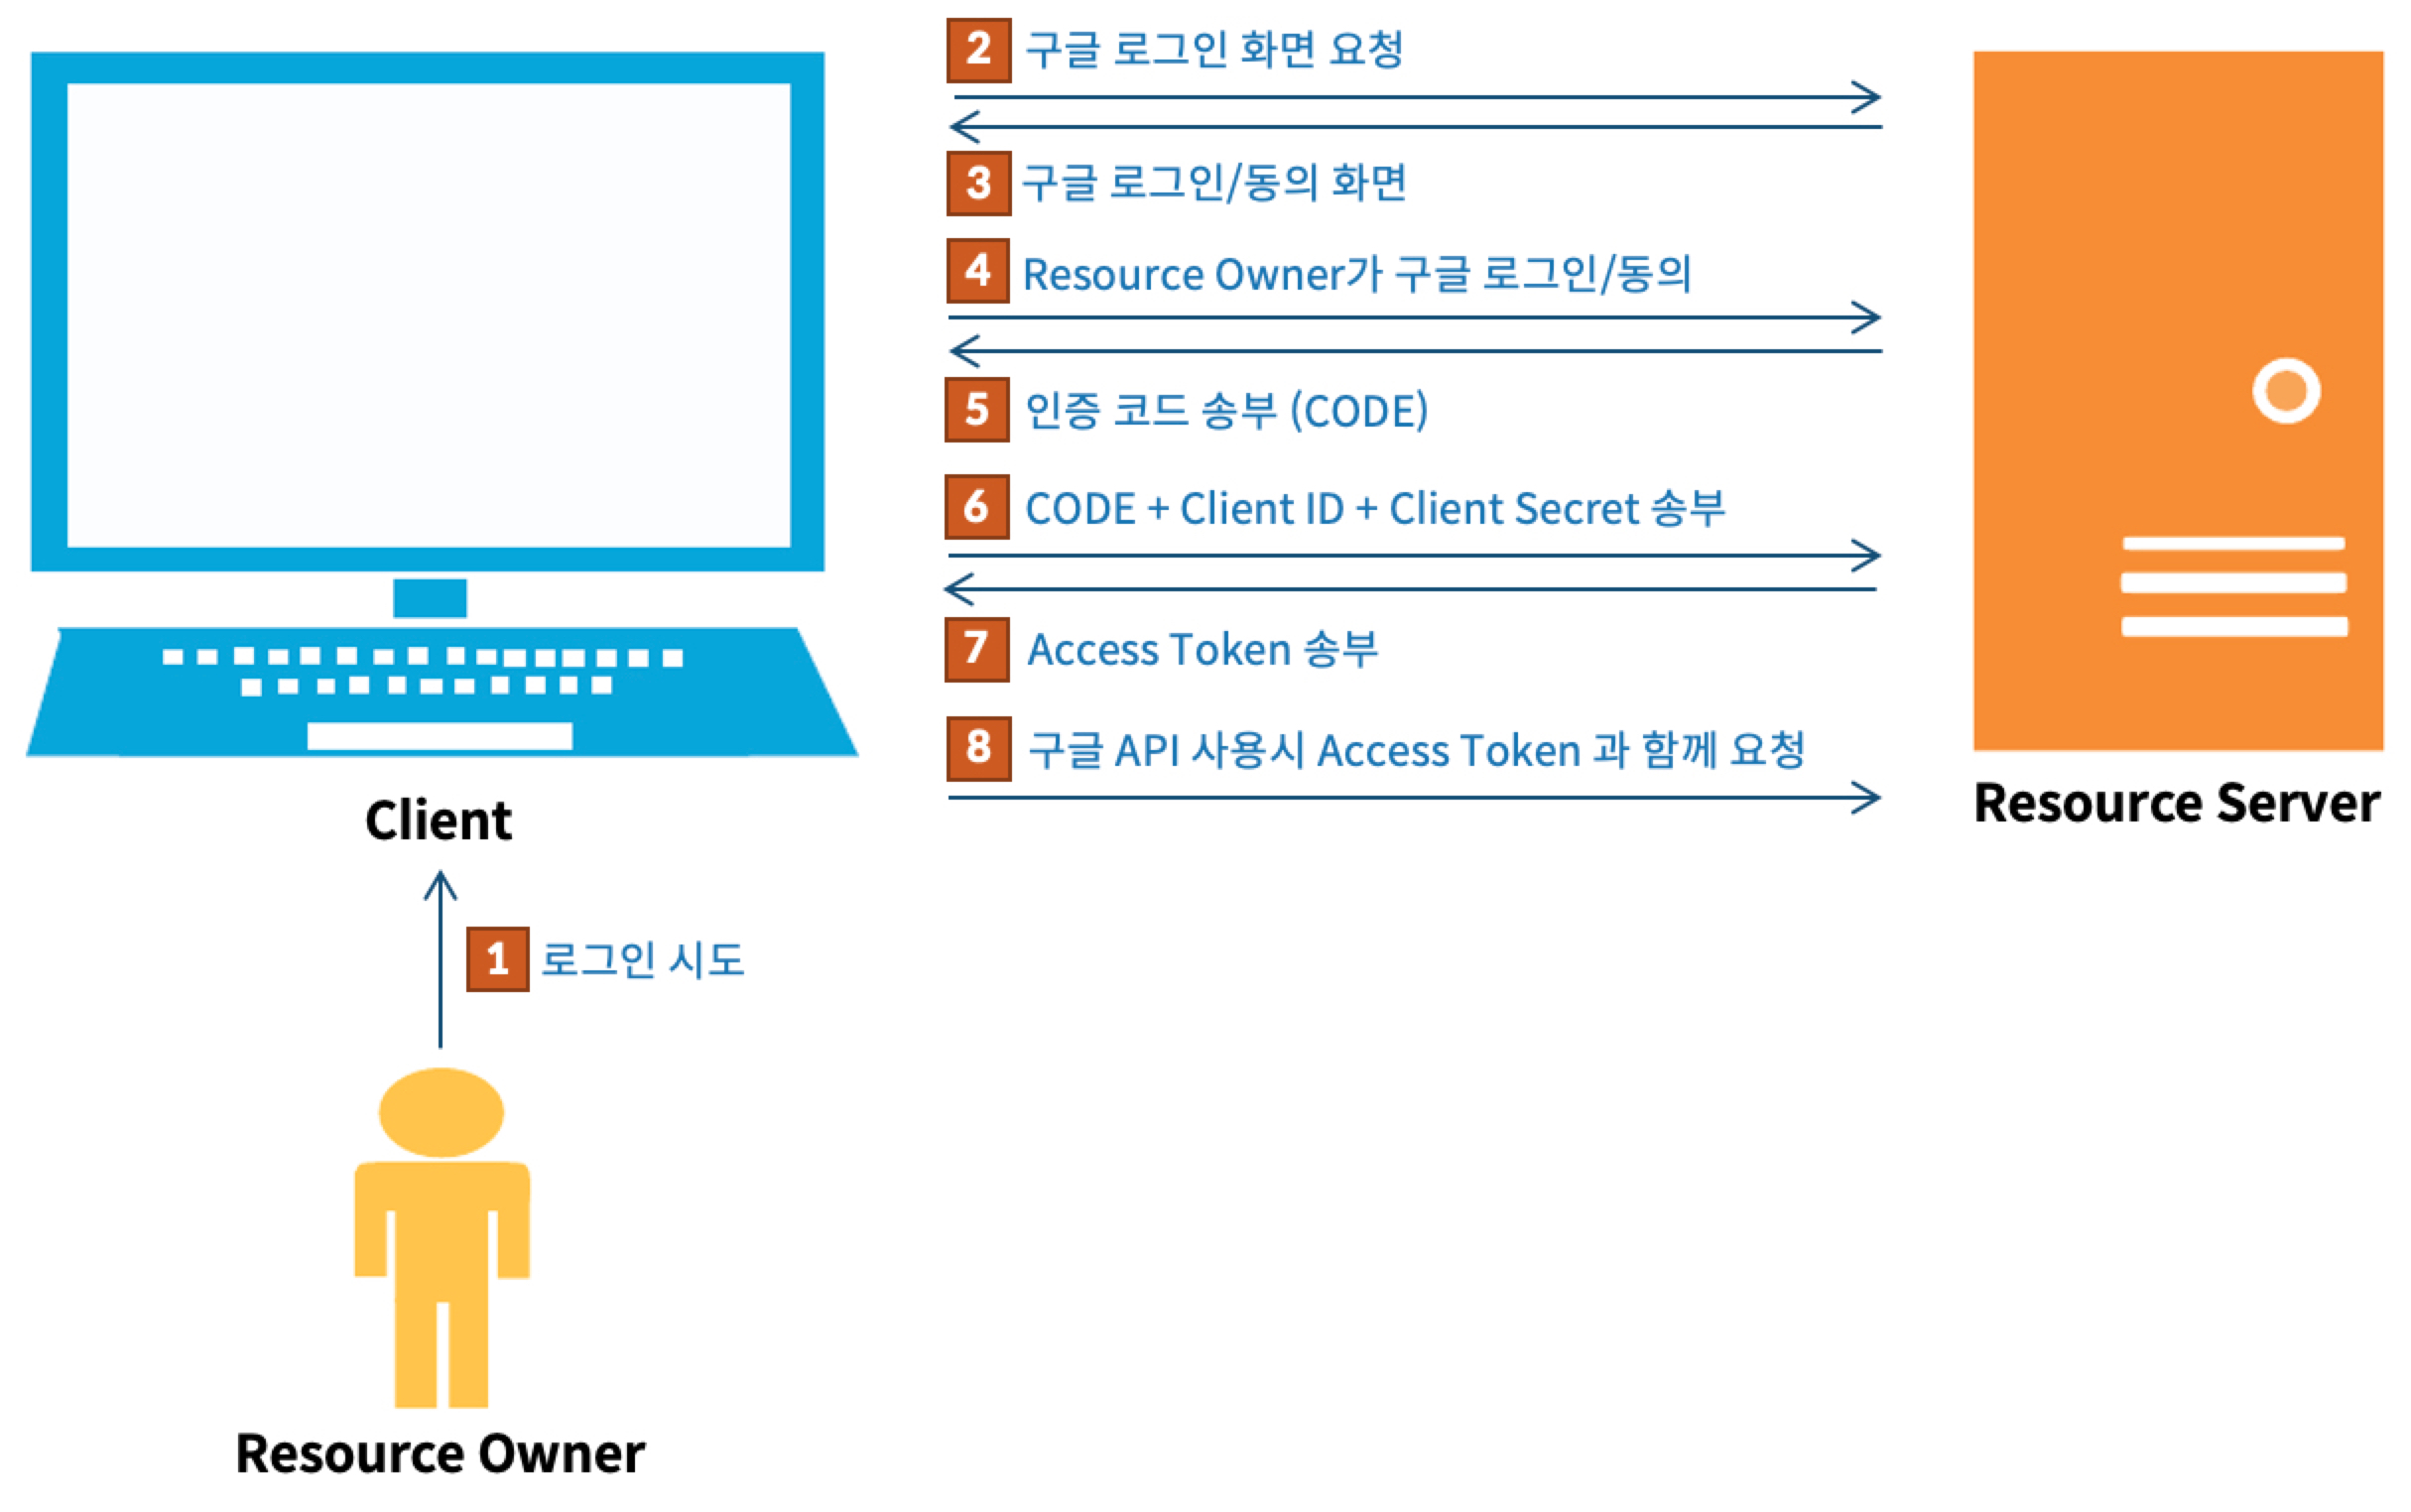 2 구글 로그인 화면 요청
3 구글 로그인/동의 화면
4 Resource Owner가 구글 로그인/동의
5 인증 코드 송부 (CODE)
6 CODE + Client ID + Client Secret 송부
7 Access Token 송부
8 구글 API 사용시 Access Token 과 함께 요청
Client
Resource Server
1 로그인 시도
Resource Owner